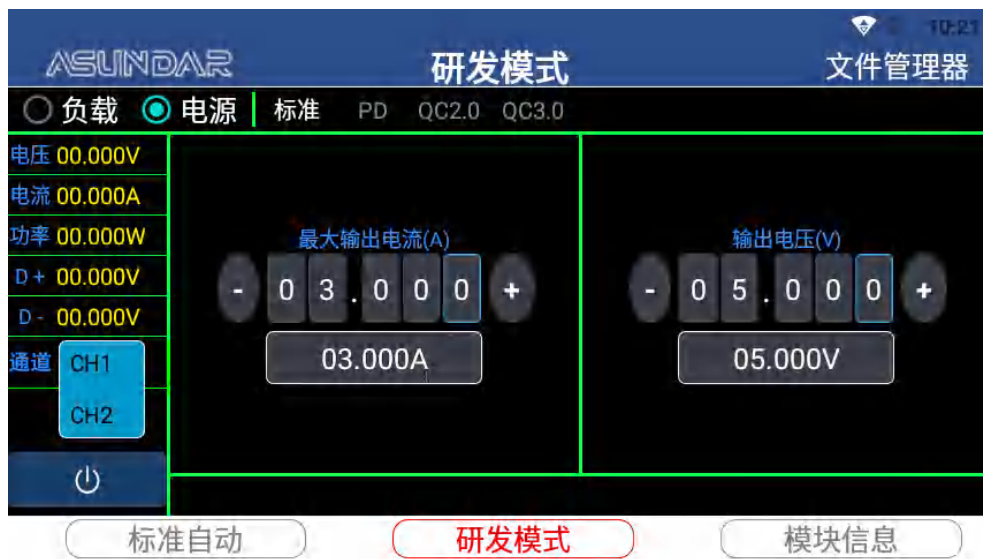 10:21
ASUNDAR 研发模式 文件管理器
负载 电源 标准 PD QC2.0 QC3.0
电压 00.000V
电流 00.000A
功率 00.000W
D+ 00.000V
D- 00.000V
通道 CH1
CH2
最大输出电流(A)
- 0 3 . 0 0 0 +
03.000A
输出电压(V)
- 0 5 . 0 0 0 +
05.000V
标准自动 研发模式 模块信息